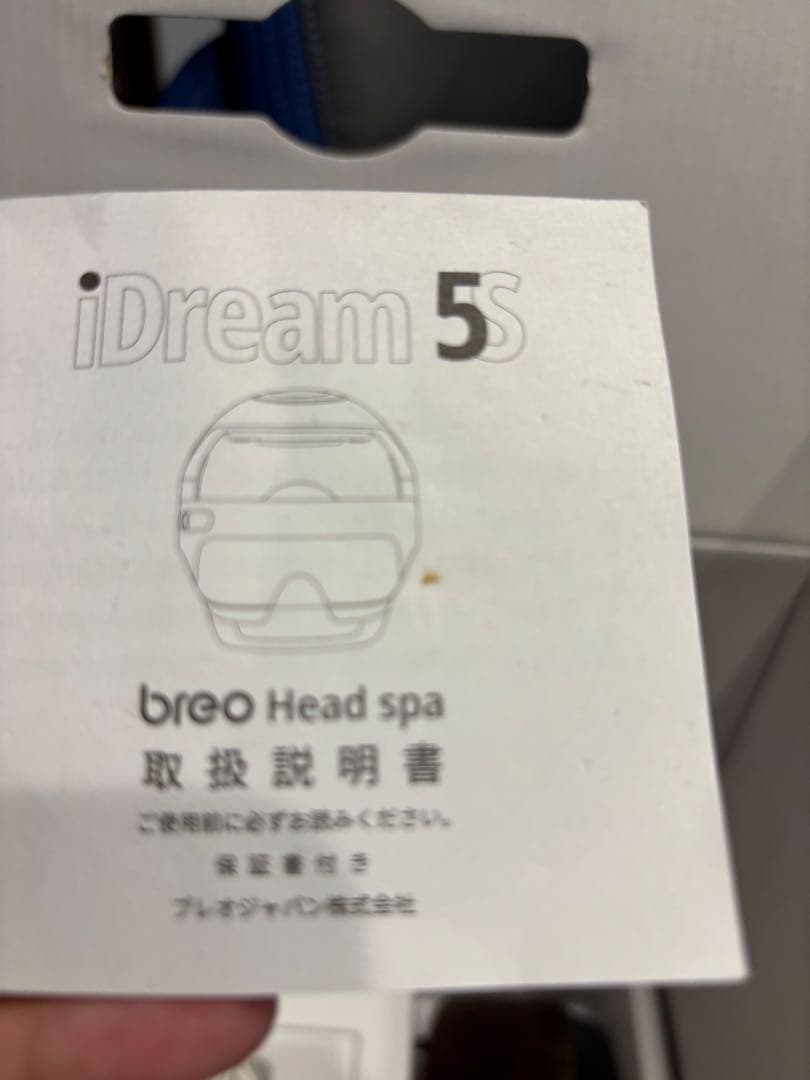 iDream 5S
breo Head spa
取扱説明書
ご使用前に必ずお読みください。
保証書付き
ブレオジャパン株式会社